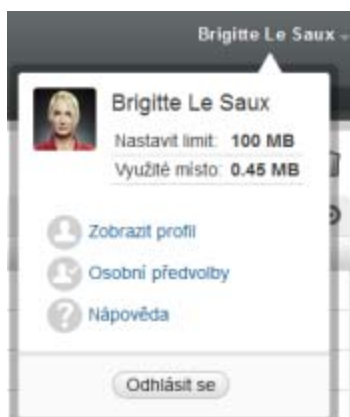 Brigitte Le Saux
Brigitte Le Saux
Nastavit limit: 100 MB
Využité místo: 0.45 MB
Zobrazit profil
Osobní předvolby
? Nápověda
Odhlásit se